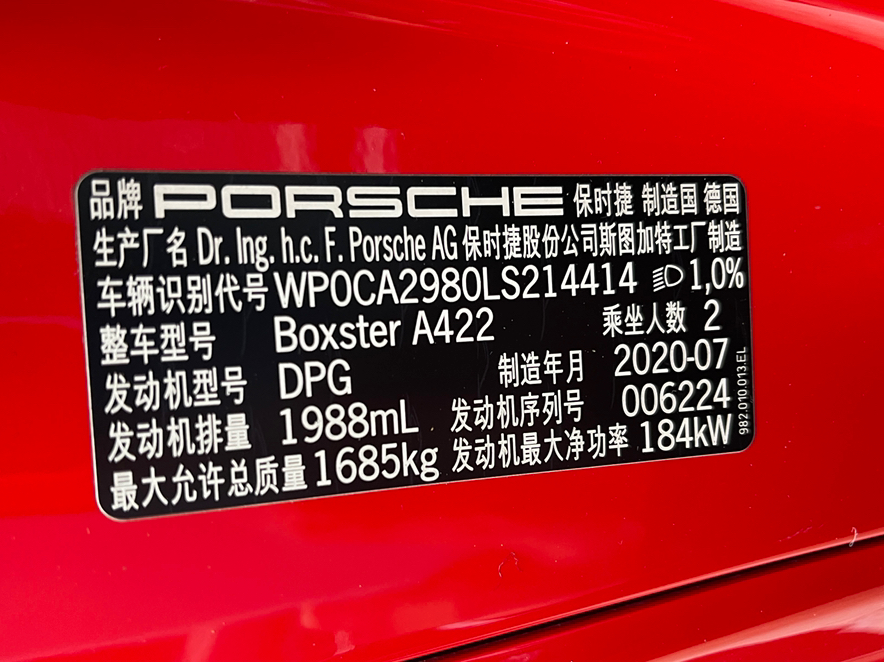 品牌 PORSCHE 保时捷 制造国 德国
生产厂名 Dr. Ing. h.c. F. Porsche AG 保时捷股份公司斯图加特工厂制造
车辆识别代号 WP0CA2980LS214414 1,0%
整车型号 Boxster A422 乘坐人数 2
发动机型号 DPG 制造年月 2020-07
发动机排量 1988mL 发动机序列号 006224
最大允许总质量 1685kg 发动机最大净功率 184kW
982.010.013.EL